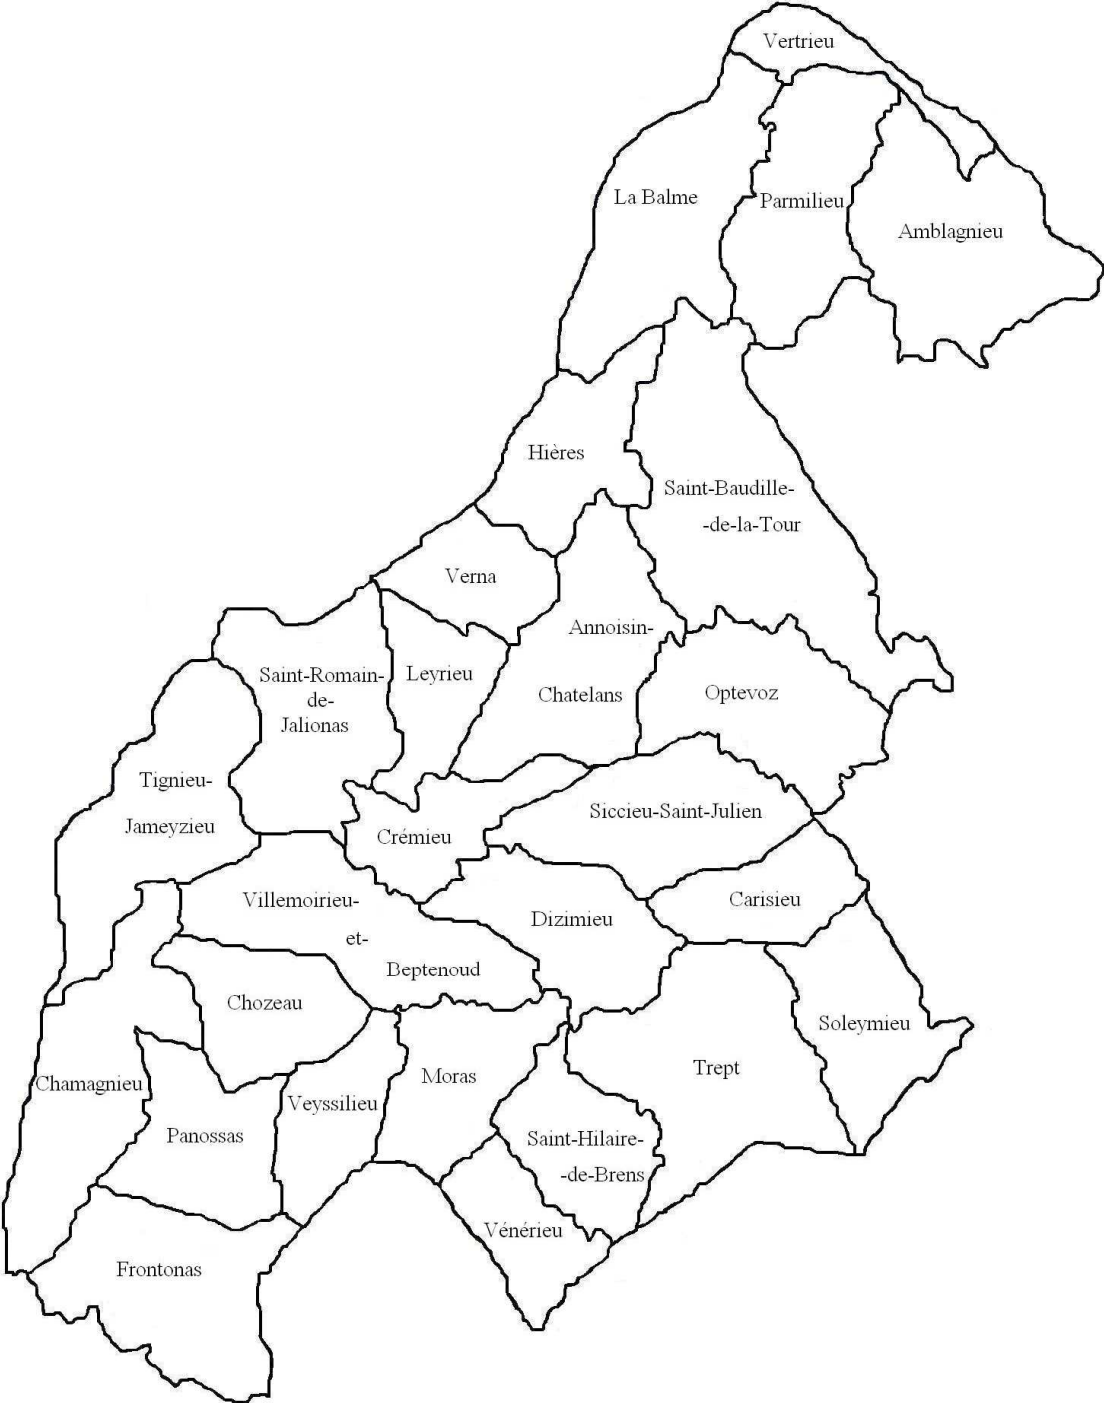 Vertrieu
La Balme
Parmilieu
Amblagnieu
Hières
Saint-Baudille-
-de-la-Tour
Verna
Annoisin-
Chatelans
Leyrieu
Saint-Romain-
de-
Jalionas
Optevoz
Tignieu-
Jameyzieu
Siccieu-Saint-Julien
Crémieu
Villemoirieu-
et-
Beptenoud
Carisieu
Dizimieu
Chozeau
Soleymieu
Chamagnieu
Moras
Trept
Veyssilieu
Panossas
Saint-Hilaire-
-de-Brens
Vénérieu
Frontonas